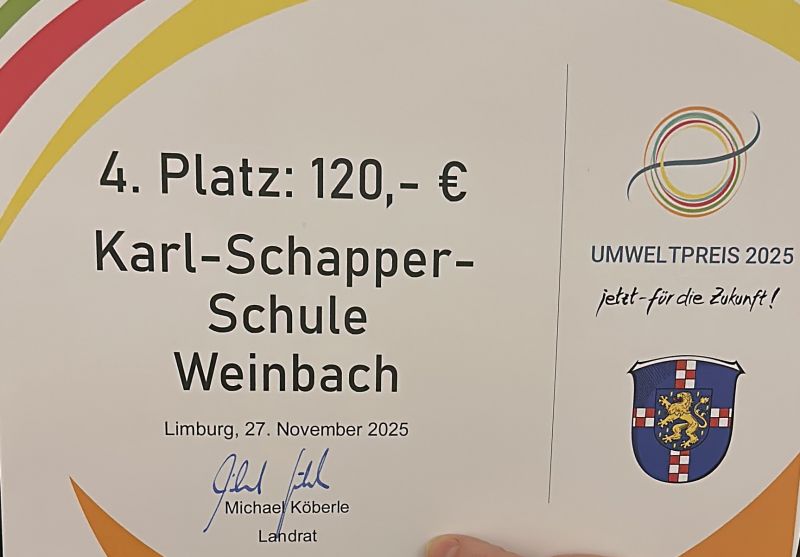 4. Platz: 120,- €
Karl-Schapper-
Schule
Weinbach
Limburg, 27. November 2025
Michael Köberle
Landrat
UMWELTPREIS 2025
jetzt-für die Zukunft!